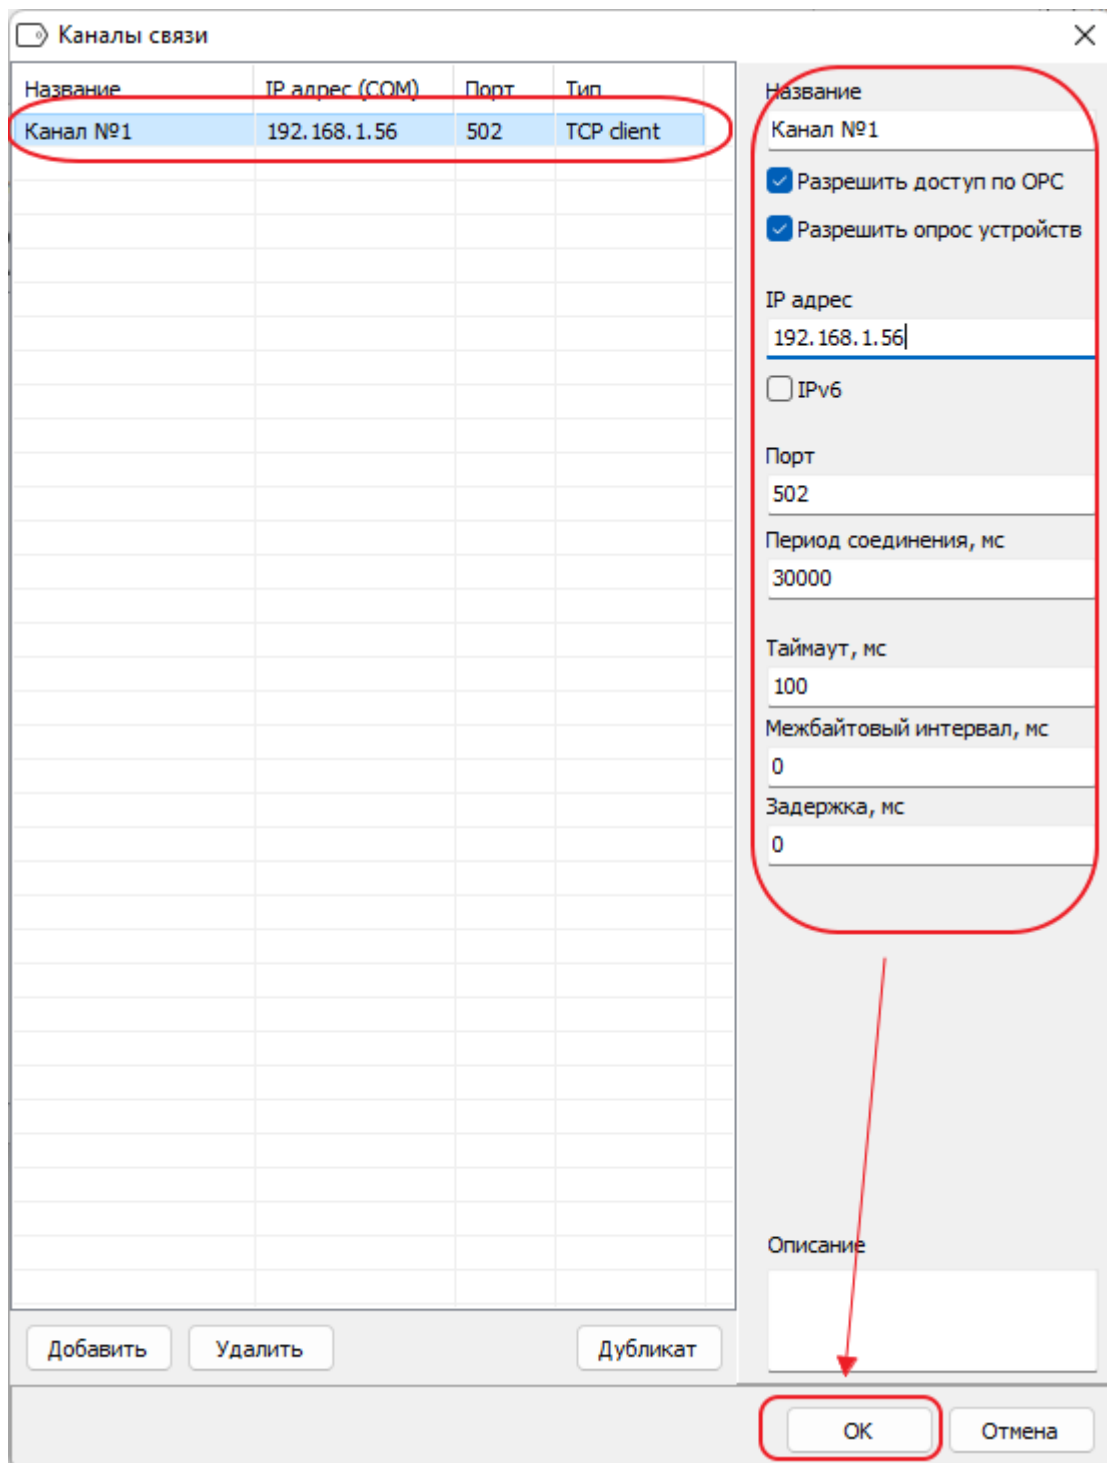 Каналы связи
Название IP адрес (COM) Порт Тип
Канал №1 192.168.1.56 502 TCP client
Название
Канал №1
Разрешить доступ по OPC
Разрешить опрос устройств
IP адрес
192.168.1.56
IPv6
Порт
502
Период соединения, мс
30000
Таймаут, мс
100
Межбайтовый интервал, мс
0
Задержка, мс
0
Описание
Добавить Удалить Дубликат
OK Отмена